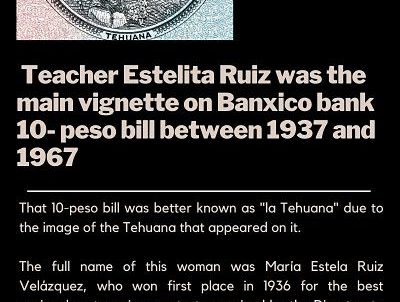 TEHUANA
Teacher Estelita Ruiz was the
main vignette on Banxico bank
10- peso bill between 1937 and
1967
That 10-peso bill was better known as "la Tehuana" due to
the image of the Tehuana that appeared on it.
The full name of this woman was María Estela Ruiz
Velázquez, who won first place in 1936 for the best